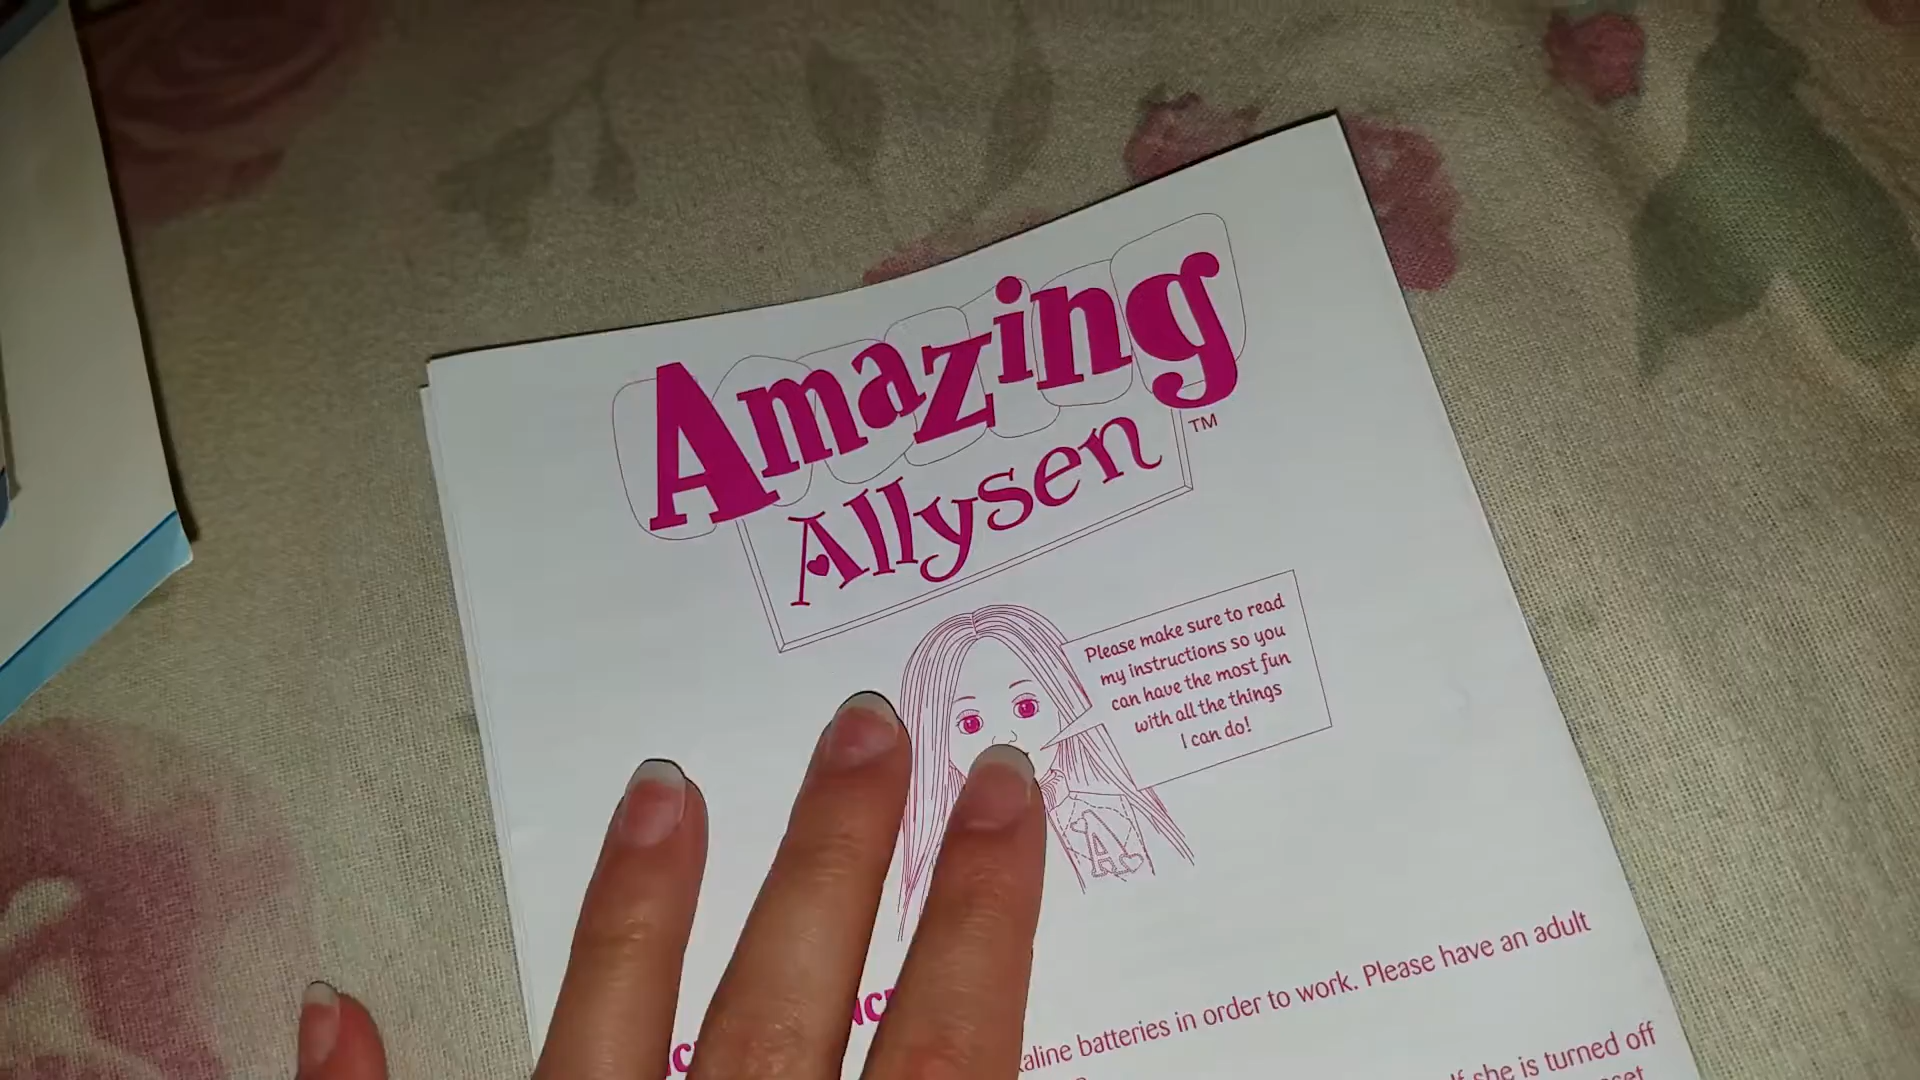 Amazing
Allysen
TM
Please make sure to read
my instructions so you
can have the most fun
with all the things
I can do!
A
batteries in order to work. Please have an adult
If she is turned off